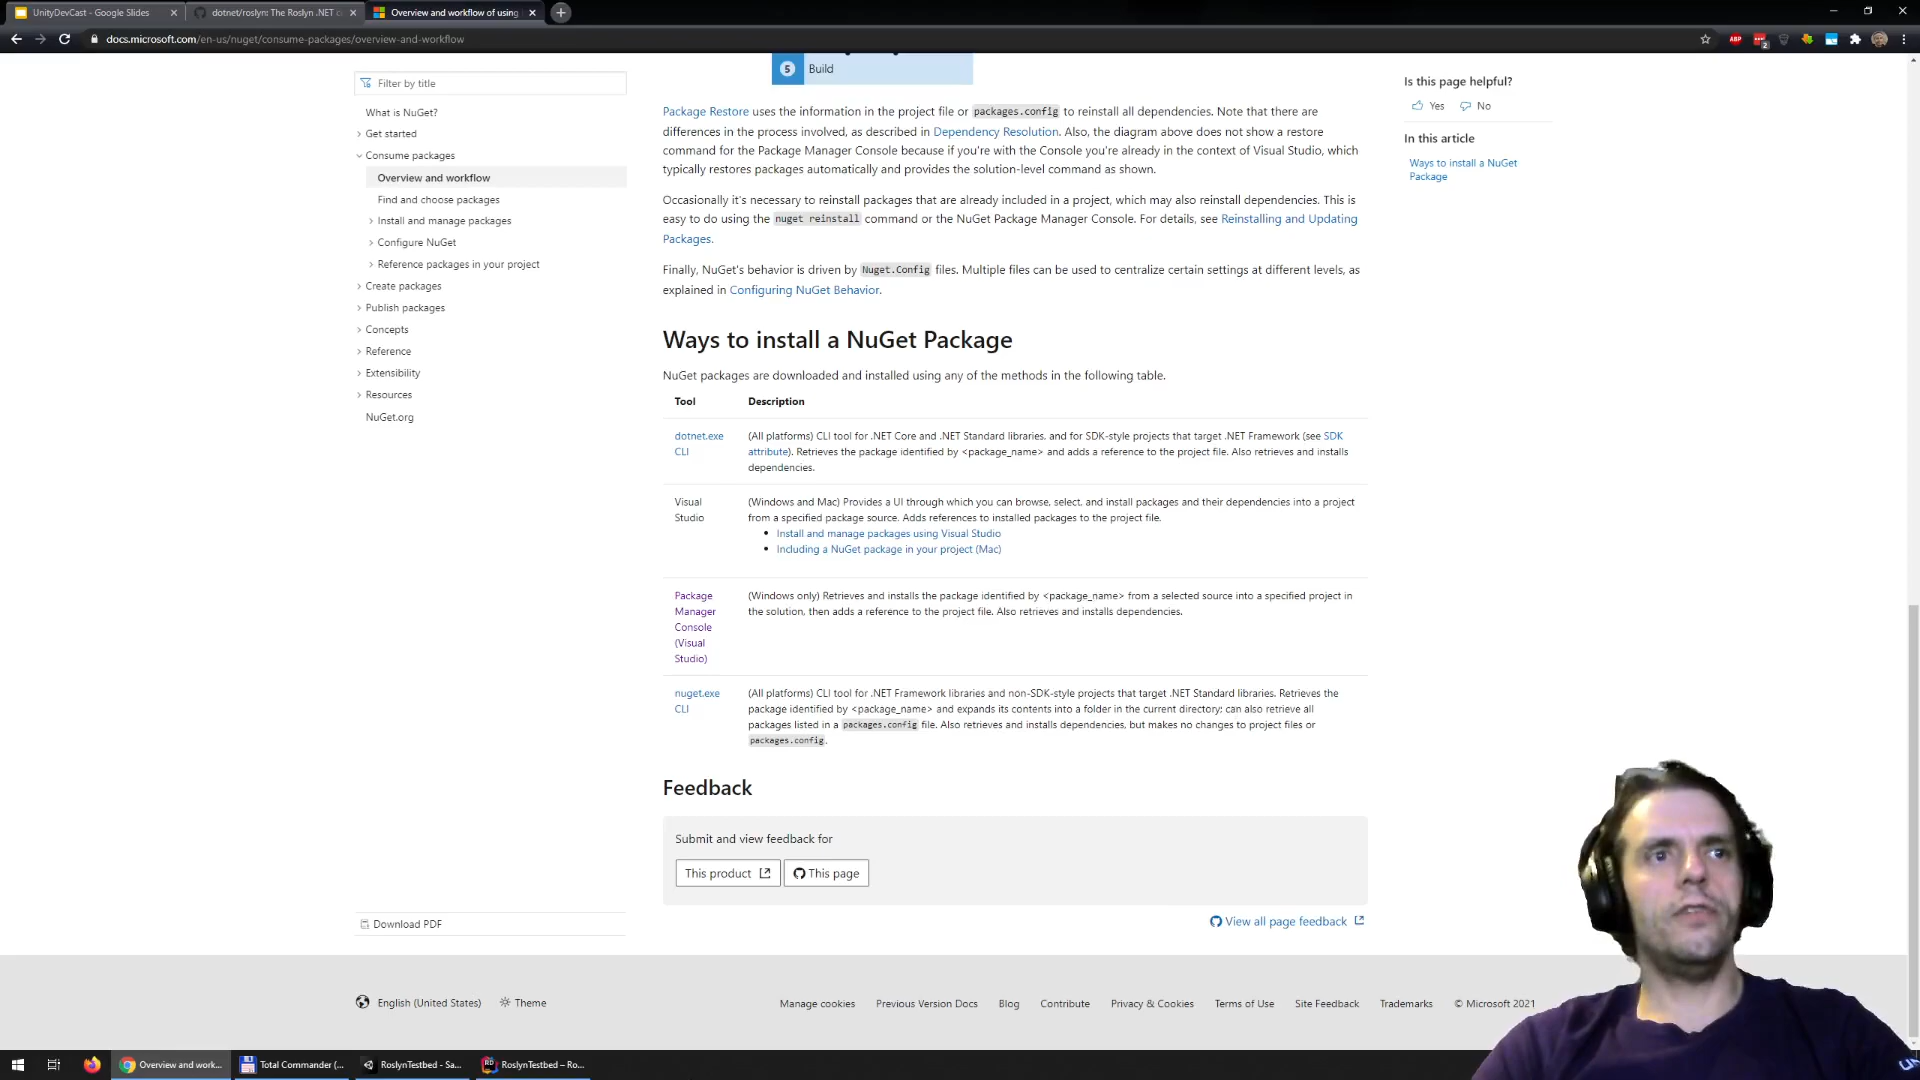 UnityDevCast - Google Slides
dotnet/roslyn: The Roslyn .NET c
Overview and workflow of using
docs.microsoft.com/en-us/nuget/consume-packages/overview-and-workflow
ABP
2
Filter by title
What is NuGet?
Get started
Consume packages
Overview and workflow
Find and choose packages
Install and manage packages
Configure NuGet
Reference packages in your project
Create packages
Publish packages
Concepts
Reference
Extensibility
Resources
NuGet.org
Download PDF
5 Build
Package Restore uses the information in the project file or packages.config to reinstall all dependencies. Note that there are
differences in the process involved, as described in Dependency Resolution. Also, the diagram above does not show a restore
command for the Package Manager Console because if you're with the Console you're already in the context of Visual Studio, which
typically restores packages automatically and provides the solution-level command as shown.
Occasionally it's necessary to reinstall packages that are already included in a project, which may also reinstall dependencies. This is
easy to do using the nuget reinstall command or the NuGet Package Manager Console. For details, see Reinstalling and Updating
Packages.
Finally, NuGet's behavior is driven by Nuget.Config files. Multiple files can be used to centralize certain settings at different levels, as
explained in Configuring NuGet Behavior.
Ways to install a NuGet Package
NuGet packages are downloaded and installed using any of the methods in the following table.
Tool Description
dotnet.exe
CLI
(All platforms) CLI tool for .NET Core and .NET Standard libraries, and for SDK-style projects that target .NET Framework (see SDK
attribute). Retrieves the package identified by <package_name> and adds a reference to the project file. Also retrieves and installs
dependencies.
Visual
Studio
(Windows and Mac) Provides a UI through which you can browse, select, and install packages and their dependencies into a project
from a specified package source. Adds references to installed packages to the project file.
• Install and manage packages using Visual Studio
• Including a NuGet package in your project (Mac)
Package
Manager
Console
(Visual
Studio)
(Windows only) Retrieves and installs the package identified by <package_name> from a selected source into a specified project in
the solution, then adds a reference to the project file. Also retrieves and installs dependencies.
nuget.exe
CLI
(All platforms) CLI tool for .NET Framework libraries and non-SDK-style projects that target .NET Standard libraries. Retrieves the
package identified by <package_name> and expands its contents into a folder in the current directory; can also retrieve all
packages listed in a packages.config file. Also retrieves and installs dependencies, but makes no changes to project files or
packages.config.
Feedback
Submit and view feedback for
This product
This page
View all page feedback
Is this page helpful?
Yes No
In this article
Ways to install a NuGet
Package
English (United States) Theme
Manage cookies Previous Version Docs Blog Contribute Privacy & Cookies Terms of Use Site Feedback Trademarks © Microsoft 2021
Overview and work...
Total Commander (...
RoslynTestbed - Sa...
RoslynTestbed – Ro...